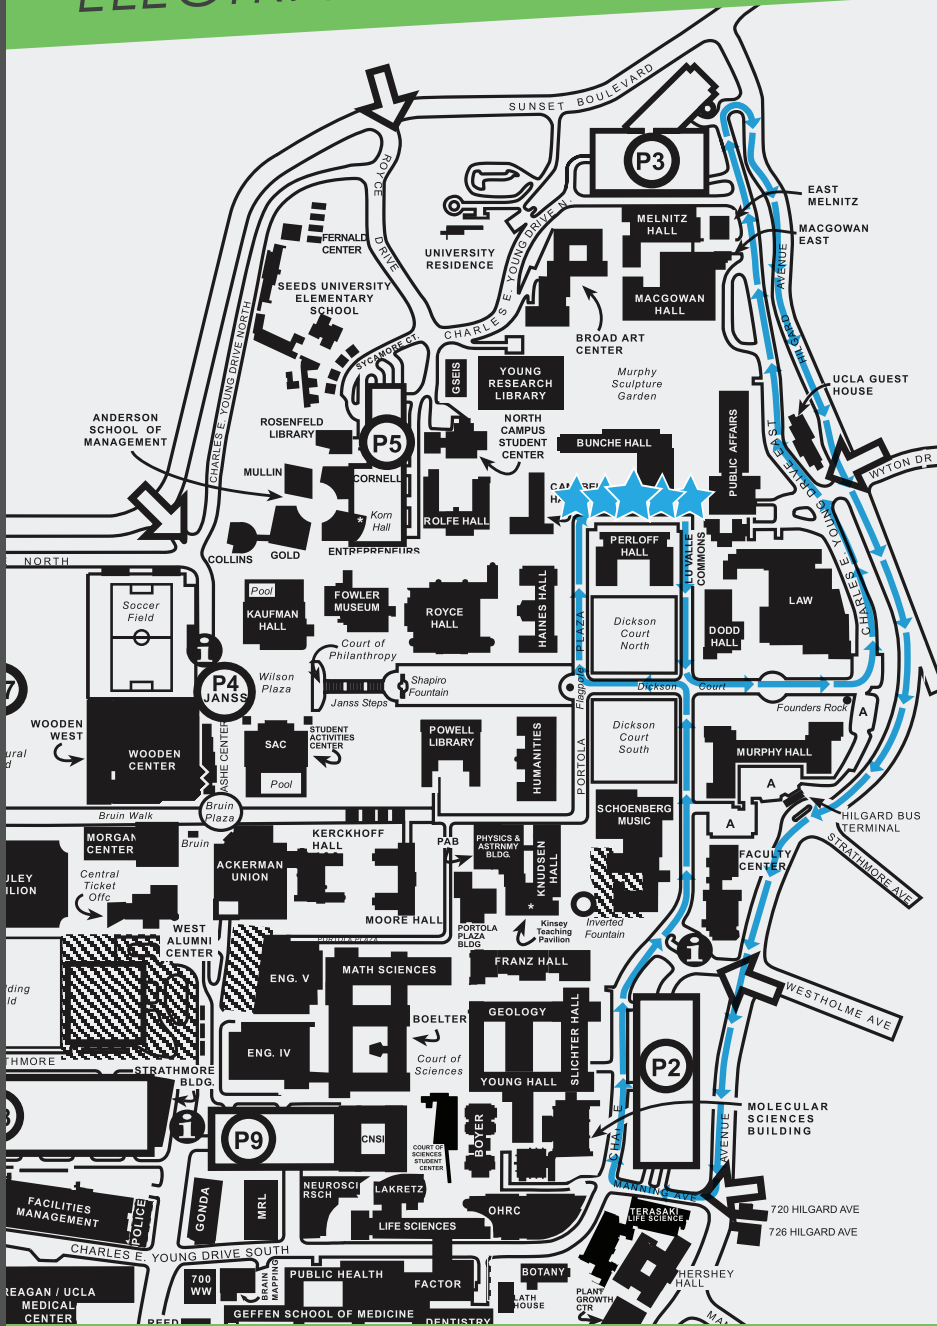 SUNSET BOULEVARD
P3
ROYCE DRIVE
EAST
MELNITZ
MELNITZ
HALL
MACGOWAN
EAST
FERNALD
CENTER
UNIVERSITY
RESIDENCE
CHARLES E. YOUNG DRIVE N.
HILGARD AVENUE
SEEDS UNIVERSITY
ELEMENTARY
SCHOOL
MACGOWAN
HALL
BROAD ART
CENTER
SYCAMORE CT.
CHARLES E. YOUNG DRIVE NORTH
GSEIS
YOUNG
RESEARCH
LIBRARY
Murphy
Sculpture
Garden
UCLA GUEST
HOUSE
ANDERSON
SCHOOL OF
MANAGEMENT
ROSENFELD
LIBRARY
P5
NORTH
CAMPUS
STUDENT
CENTER
BUNCHE HALL
PUBLIC AFFAIRS
WYTON DR
MULLIN
CORNELL
Korn
Hall
*
ROLFE HALL
COLLINS
GOLD
ENTREPRENEURS
PERLOFF
HALL
LU VALLE
COMMONS
CHARLES E. YOUNG DRIVE EAST
NORTH
Soccer
Field
Pool
KAUFMAN
HALL
FOWLER
MUSEUM
ROYCE
HALL
HAINES HALL
Dickson
Court
North
DODD
HALL
LAW
Court of
Philanthropy
PLAZA
P4
JANSS
Wilson
Plaza
Janss Steps
Shapiro
Fountain
Flagpole
Dickson Court
Founders Rock
A
WOODEN
WEST
WOODEN
CENTER
ASHE CENTER
SAC
Pool
STUDENT
ACTIVITIES
CENTER
POWELL
LIBRARY
HUMANITIES
PORTOLA
Dickson
Court
South
MURPHY HALL
A
A
HILGARD BUS
TERMINAL
STRATHMORE AVE
Bruin Walk
Bruin
Plaza
SCHOENBERG
MUSIC
MORGAN
CENTER
Bruin
KERCKHOFF
HALL
PAB
PHYSICS &
ASTRNMY
BLDG.
KNUDSEN
HALL
FACULTY
CENTER
Central
Ticket
Offc
ACKERMAN
UNION
MOORE HALL
PORTOLA
PLAZA
BLDG
*
Kinsey
Teaching
Pavilion
Inverted
Fountain
WEST
ALUMNI
CENTER
PORTOLA PLAZA
ENG. V
MATH SCIENCES
FRANZ HALL
WESTHOLME AVE
GEOLOGY
SLICHTER HALL
BOELTER
ENG. IV
Court of
Sciences
YOUNG HALL
P2
STRATHMORE
BLDG.
MOLECULAR
SCIENCES
BUILDING
P9
CNSI
BOYER
COURT OF
SCIENCES
STUDENT
CENTER
AVENUE
MANNING AVE
FACILITIES
MANAGEMENT
POLICE
GONDA
MRL
LAKRETZ
LIFE SCIENCES
OHRC
TERASAKI
LIFE SCIENCE
720 HILGARD AVE
726 HILGARD AVE
CHARLES E. YOUNG DRIVE SOUTH
700
WW
BRAIN
MAPPING
PUBLIC HEALTH
FACTOR
BOTANY
HERSHEY
HALL
PLANT
GROWTH
CTR
MEDICAL
CENTER
GEFFEN SCHOOL OF MEDICINE
DENTISTRY
REED